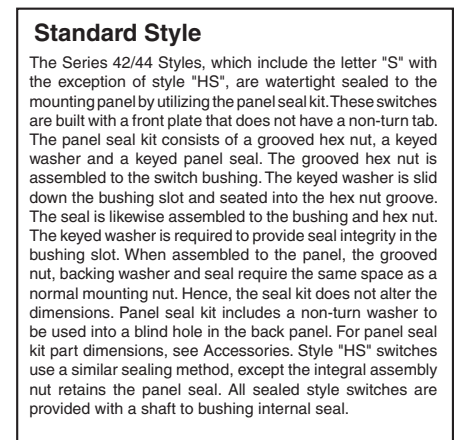 Standard Style
The Series 42/44 Styles, which include the letter "S" with
the exception of style "HS", are watertight sealed to the
mounting panel by utilizing the panel seal kit. These switches
are built with a front plate that does not have a non-turn tab.
The panel seal kit consists of a grooved hex nut, a keyed
washer and a keyed panel seal. The grooved hex nut is
assembled to the switch bushing. The keyed washer is slid
down the bushing slot and seated into the hex nut groove.
The seal is likewise assembled to the bushing and hex nut.
The keyed washer is required to provide seal integrity in the
bushing slot. When assembled to the panel, the grooved
nut, backing washer and seal require the same space as a
normal mounting nut. Hence, the seal kit does not alter the
dimensions. Panel seal kit includes a non-turn washer to
be used into a blind hole in the back panel. For panel seal
kit part dimensions, see Accessories. Style "HS" switches
use a similar sealing method, except the integral assembly
nut retains the panel seal. All sealed style switches are
provided with a shaft to bushing internal seal.